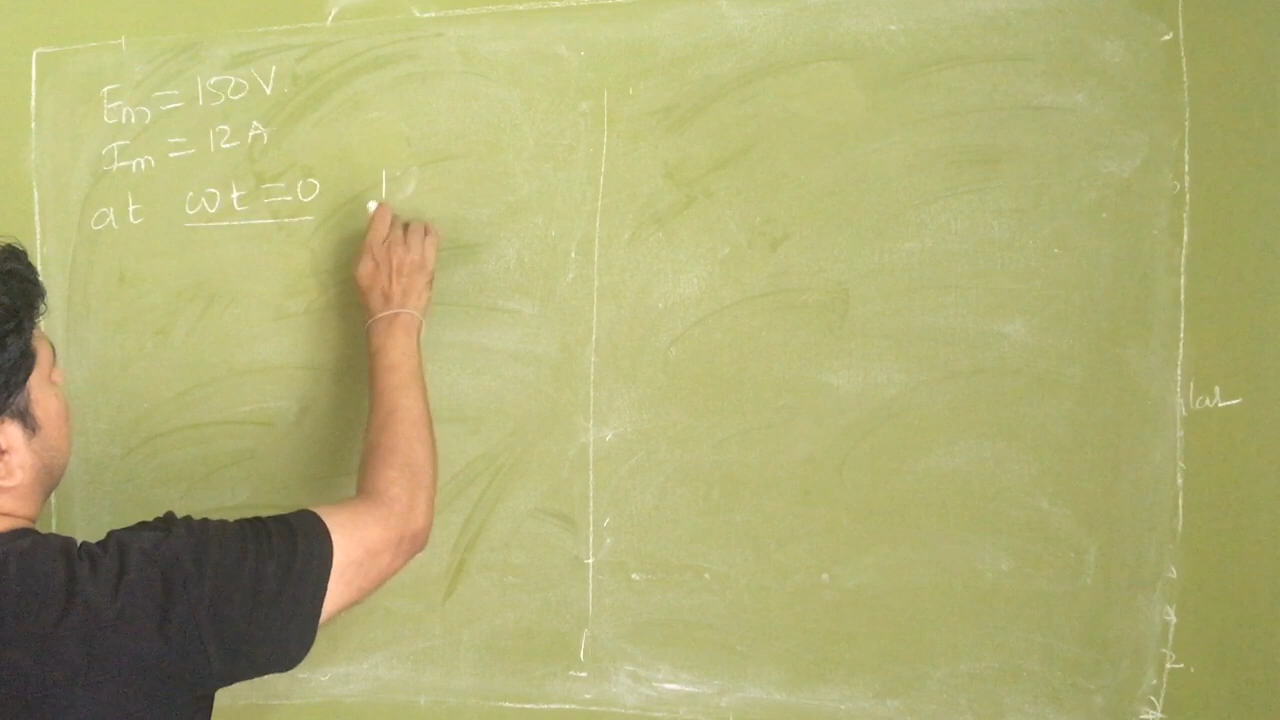 Em = 150V.
Im = 12A
at ωt = 0